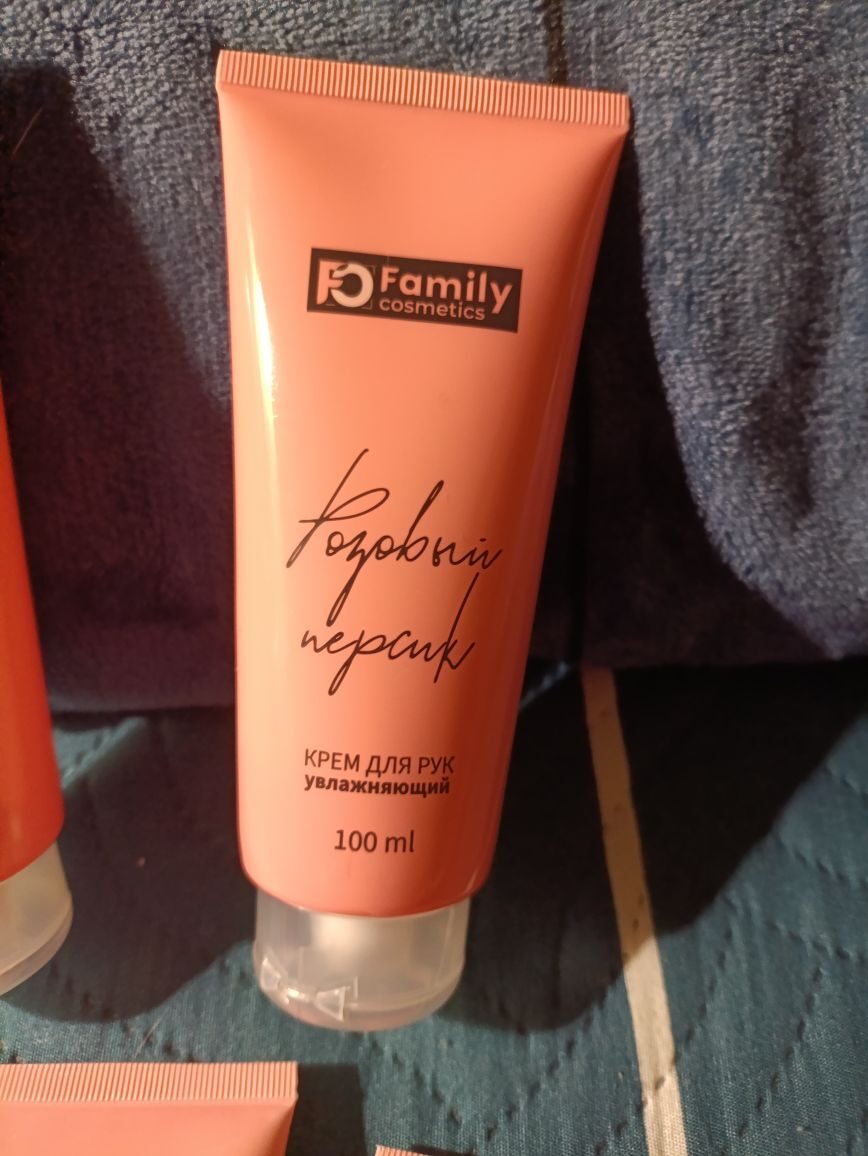 FC Family
cosmetics
Розовый
персик
КРЕМ ДЛЯ РУК
увлажняющий
100 ml